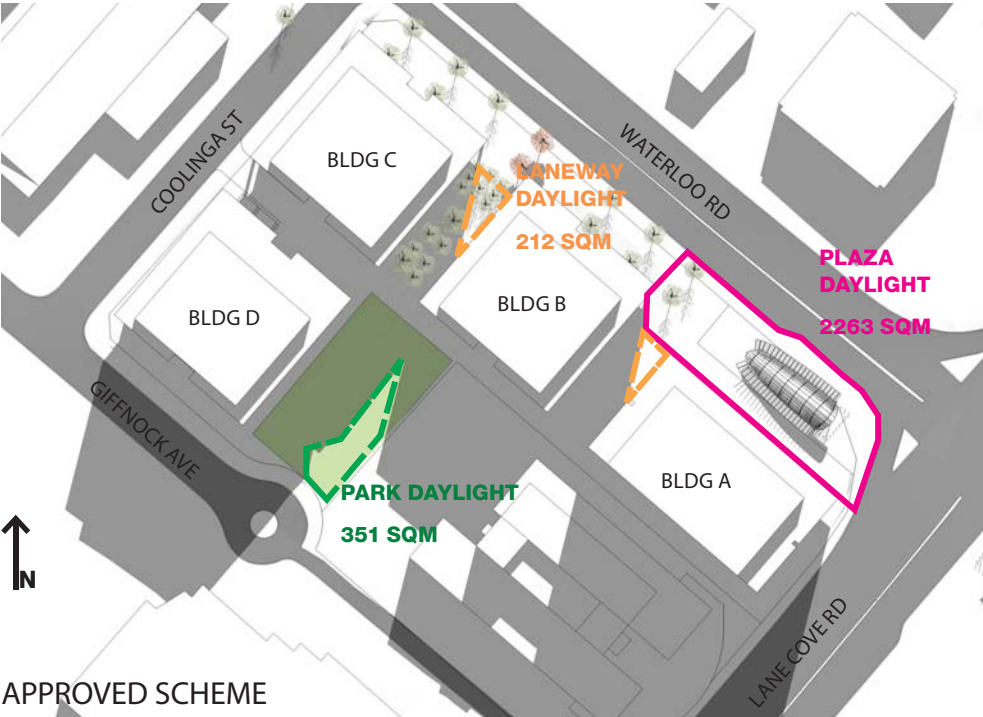 COOLINGA ST
BLDG C
WATERLOO RD
LANEWAY
DAYLIGHT
212 SQM
PLAZA
DAYLIGHT
2263 SQM
BLDG B
BLDG D
GIFFNOCK AVE
BLDG A
PARK DAYLIGHT
351 SQM
N
LANE COVE RD
APPROVED SCHEME